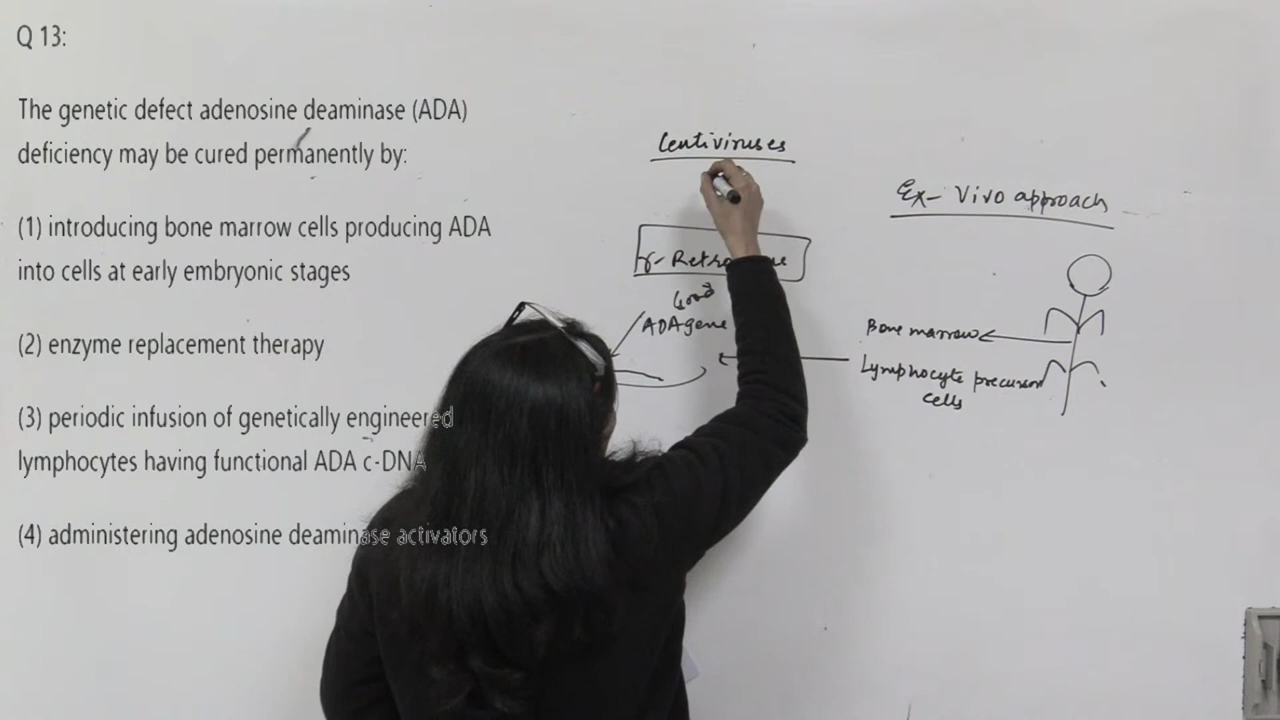 Q 13:
The genetic defect adenosine deaminase (ADA)
deficiency may be cured permanently by:
(1) introducing bone marrow cells producing ADA
into cells at early embryonic stages
(2) enzyme replacement therapy
(3) periodic infusion of genetically engineered
lymphocytes having functional ADA c-DNA
(4) administering adenosine deaminase activators
Lentiviruses
Good
ADA gene
Ex-Vivo approach
Bone marrow
Lymphocyte precursor
cells